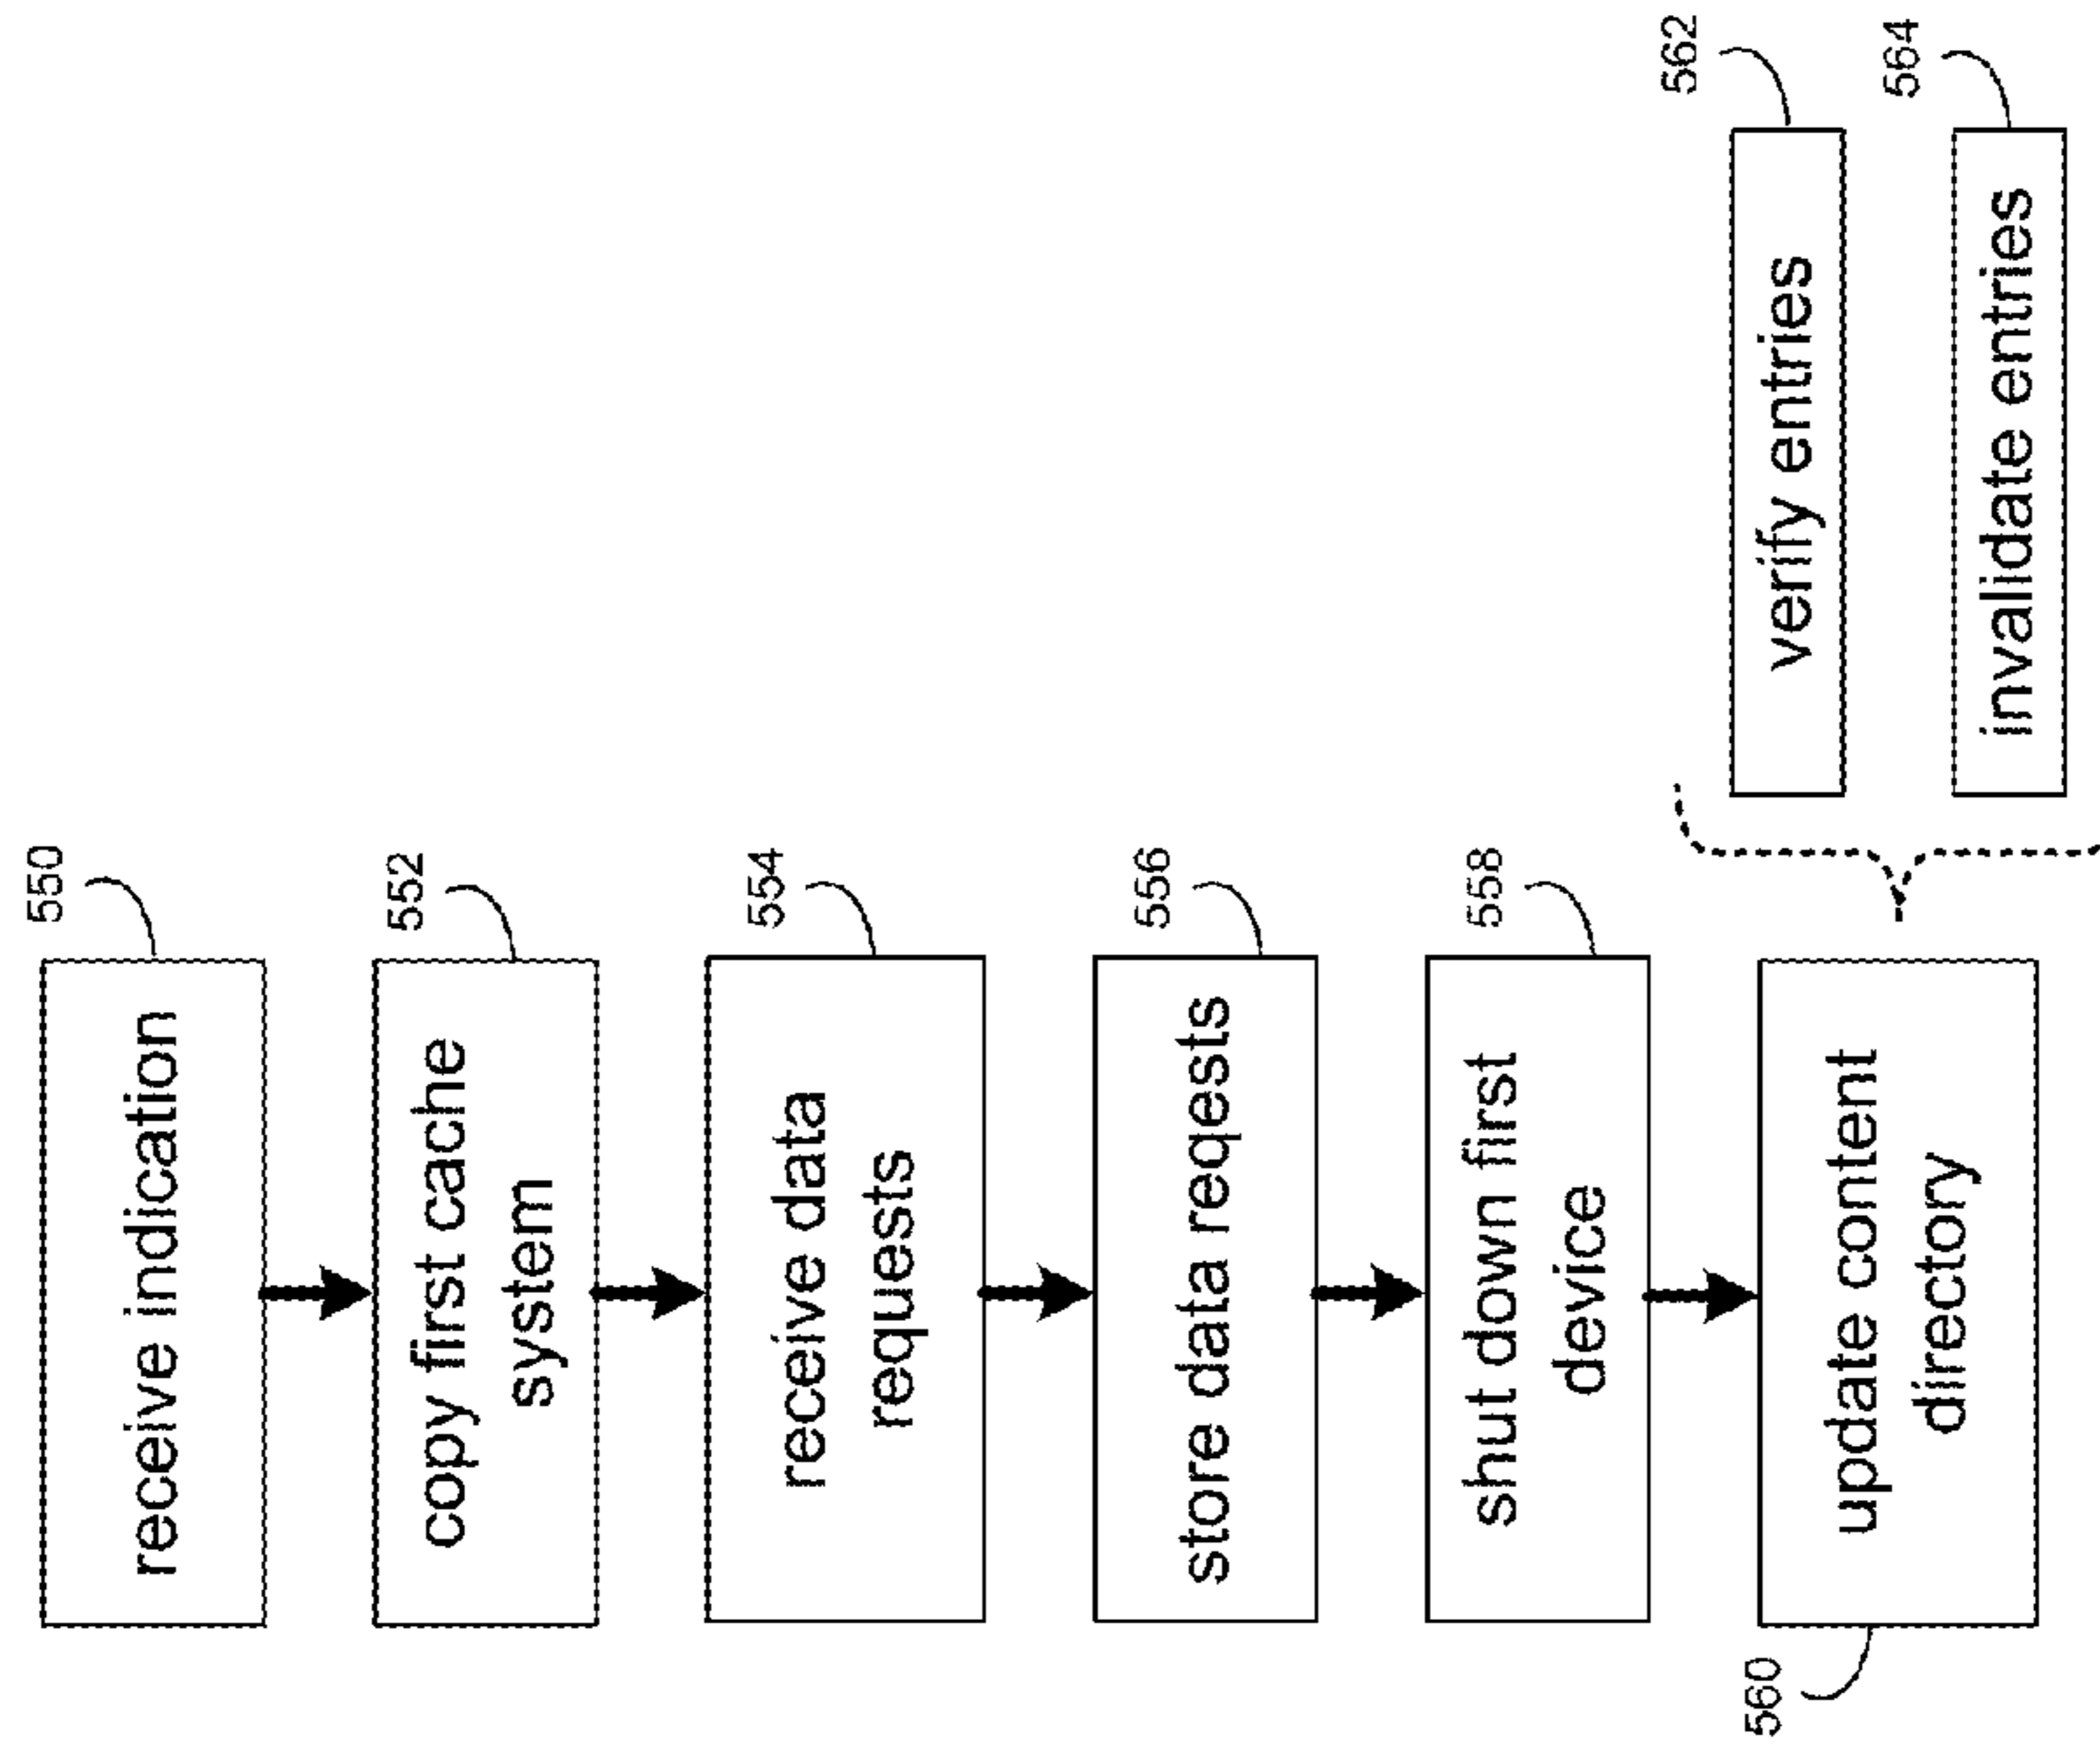 550
receive indication
552
copy first cache
system
554
receive data
requests
556
store data reqests
558
shut down first
device
560
update content
directory
562
verify entries
564
invalidate entries